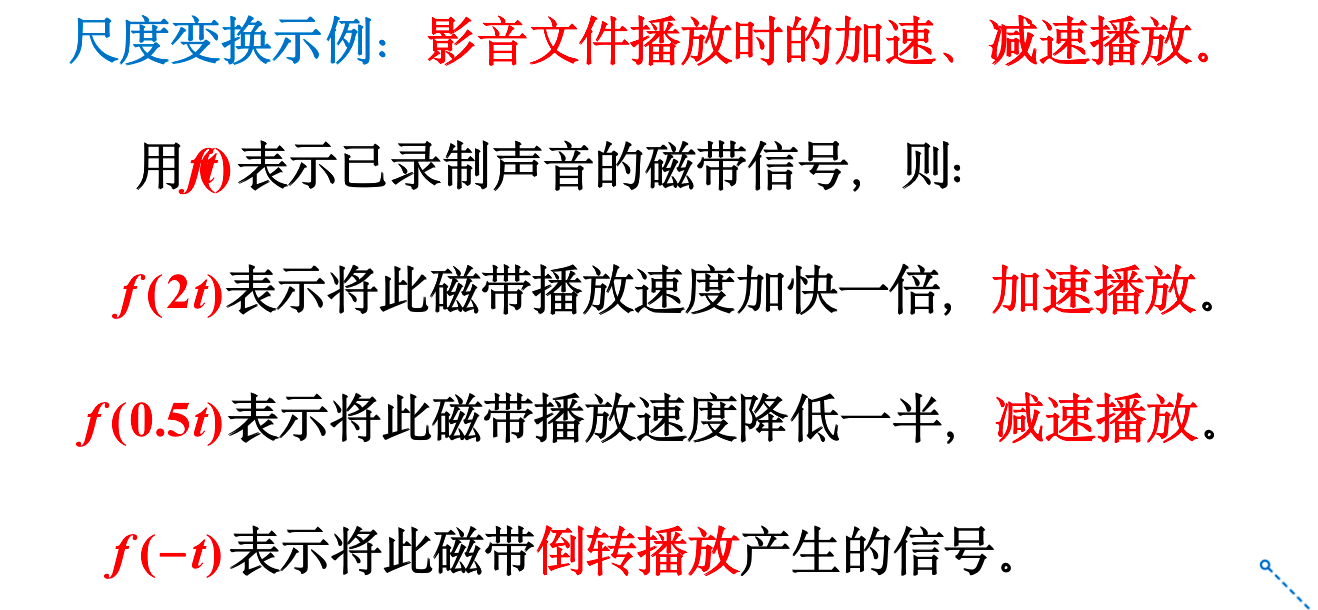 尺度变换示例：影音文件播放时的加速、减速播放。
用f(t)表示已录制声音的磁带信号，则：
f(2t)表示将此磁带播放速度加快一倍，加速播放。
f(0.5t)表示将此磁带播放速度降低一半，减速播放。
f(−t)表示将此磁带倒转播放产生的信号。